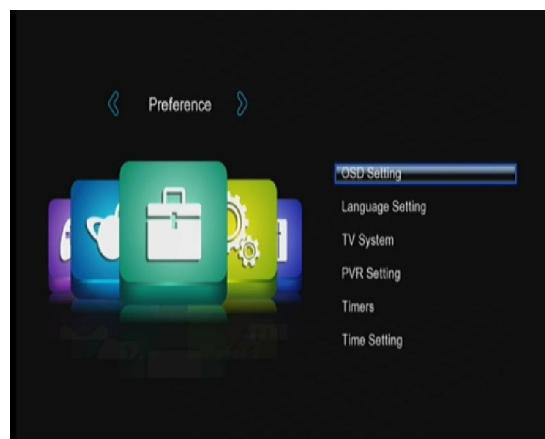 Preference
OSD Setting
Language Setting
TV System
PVR Setting
Timers
Time Setting